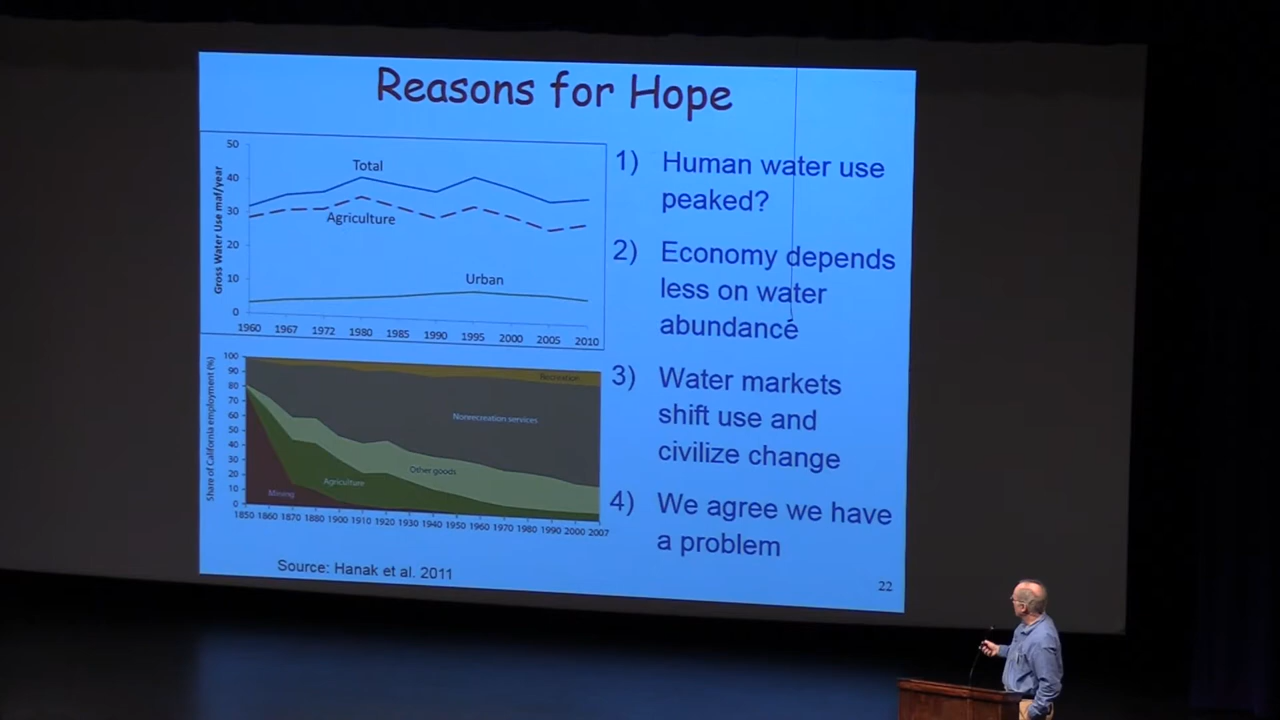 Reasons for Hope
50
40
30
20
10
0
Gross Water Use maf/year
Total
Agriculture
Urban
1960 1967 1972 1980 1985 1990 1995 2000 2005 2010
100
90
80
70
60
50
40
30
20
10
0
Share of California employment (%)
Recreation
Nonrecreation services
Other goods
Agriculture
Mining
1850 1860 1870 1880 1890 1900 1910 1920 1930 1940 1950 1960 1970 1980 1990 2000 2007
Source: Hanak et al. 2011
1) Human water use
peaked?
2) Economy depends
less on water
abundance
3) Water markets
shift use and
civilize change
4) We agree we have
a problem
22